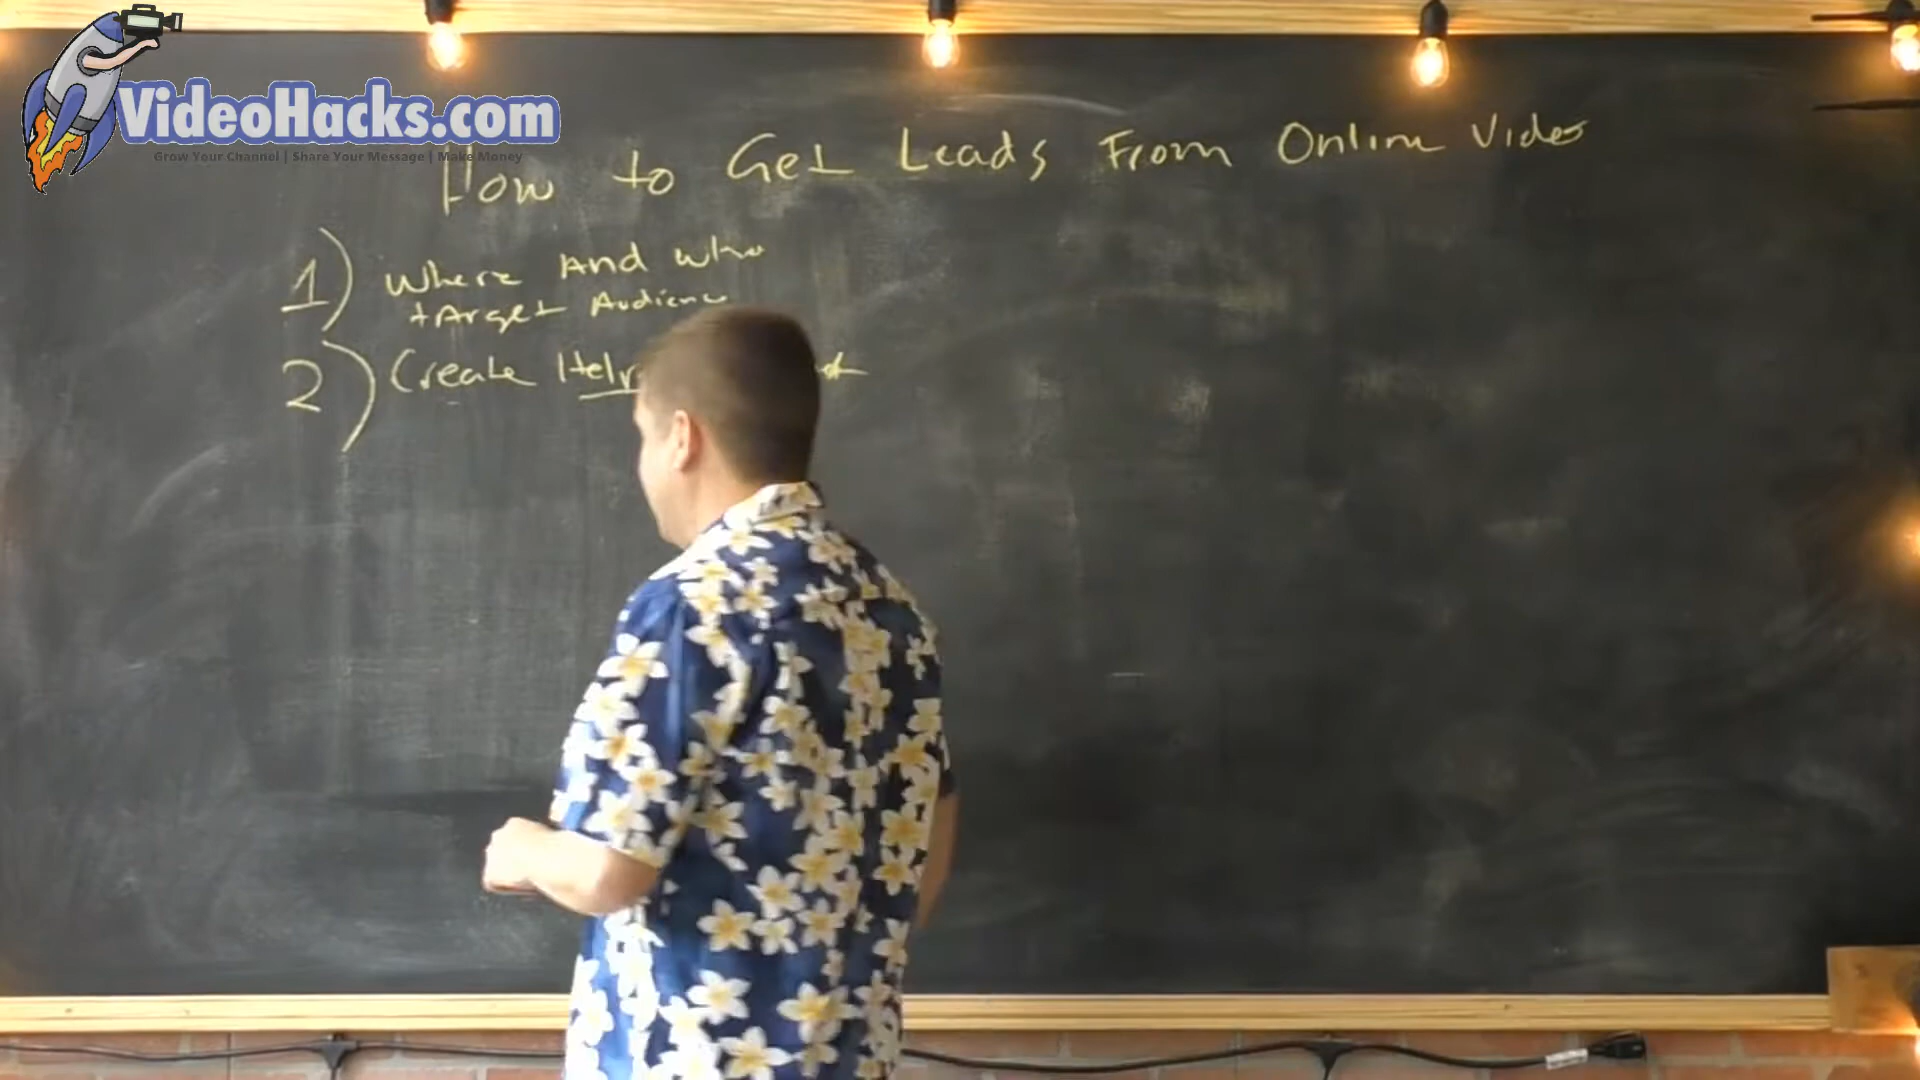 VideoHacks.com
Grow Your Channel | Share Your Message | Make Money
How to Get Leads From Online Video
1) Where And who
target Audience
2) Create